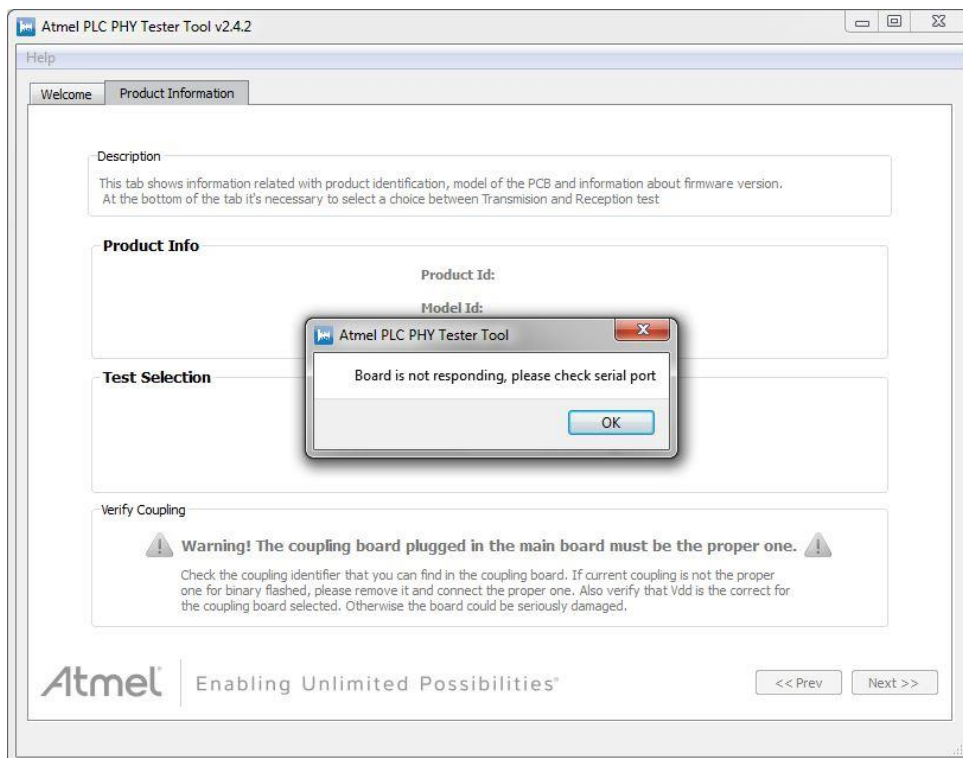 Atmel PLC PHY Tester Tool v2.4.2
Help
Welcome
Product Information
Description
This tab shows information related with product identification, model of the PCB and information about firmware version.
At the bottom of the tab it's necessary to select a choice between Transmision and Reception test
Product Info
Product Id:
Model Id:
Atmel PLC PHY Tester Tool
Board is not responding, please check serial port
OK
Test Selection
Verify Coupling
Warning! The coupling board plugged in the main board must be the proper one.
Check the coupling identifier that you can find in the coupling board. If current coupling is not the proper
one for binary flashed, please remove it and connect the proper one. Also verify that Vdd is the correct for
the coupling board selected. Otherwise the board could be seriously damaged.
Atmel
Enabling Unlimited Possibilities®
<< Prev
Next >>